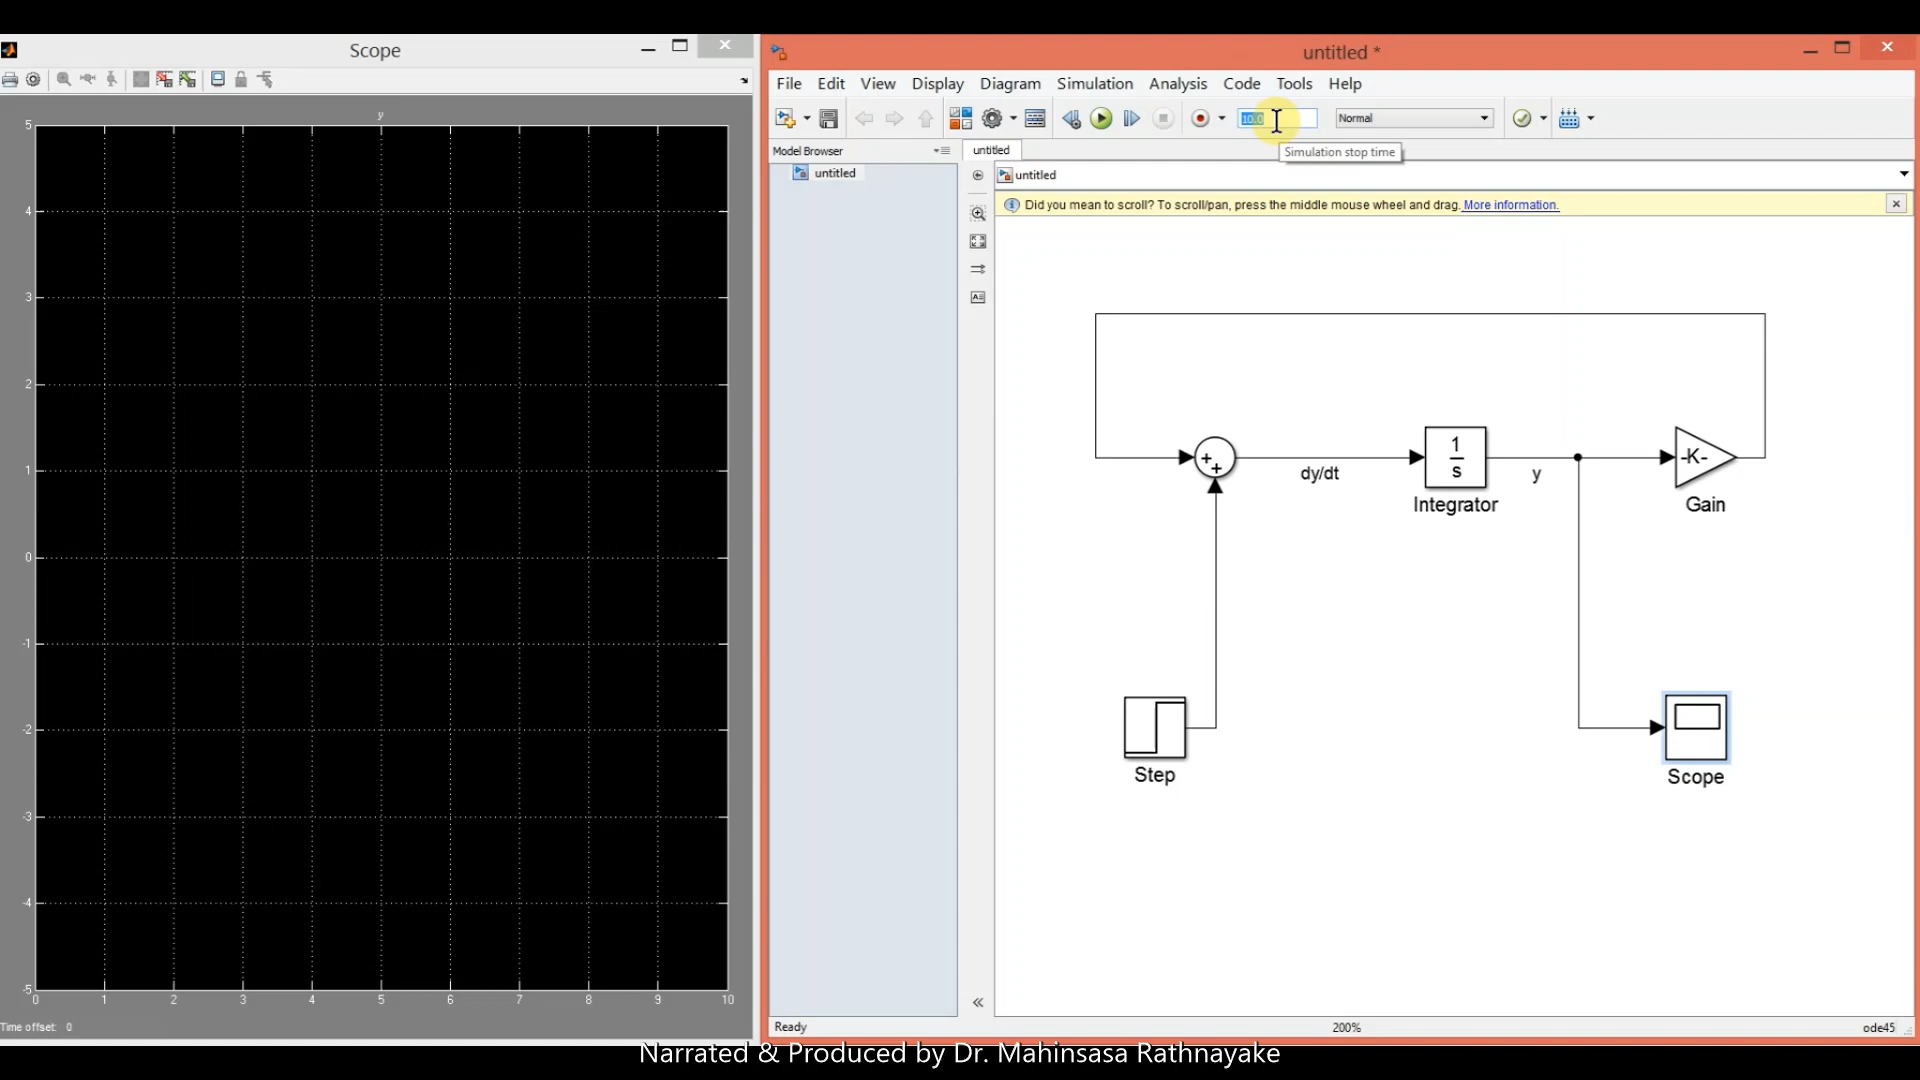 Scope
y
5
4
3
2
1
0
-1
-2
-3
-4
-5
0 1 2 3 4 5 6 7 8 9 10
Time offset: 0
untitled *
File Edit View Display Diagram Simulation Analysis Code Tools Help
10.0
Normal
Simulation stop time
Model Browser
untitled
untitled
untitled
Did you mean to scroll? To scroll/pan, press the middle mouse wheel and drag. More information.
+
+
dy/dt
1
s
Integrator
y
-K-
Gain
Step
Scope
Ready
200%
ode45
Narrated & Produced by Dr. Mahinsasa Rathnayake